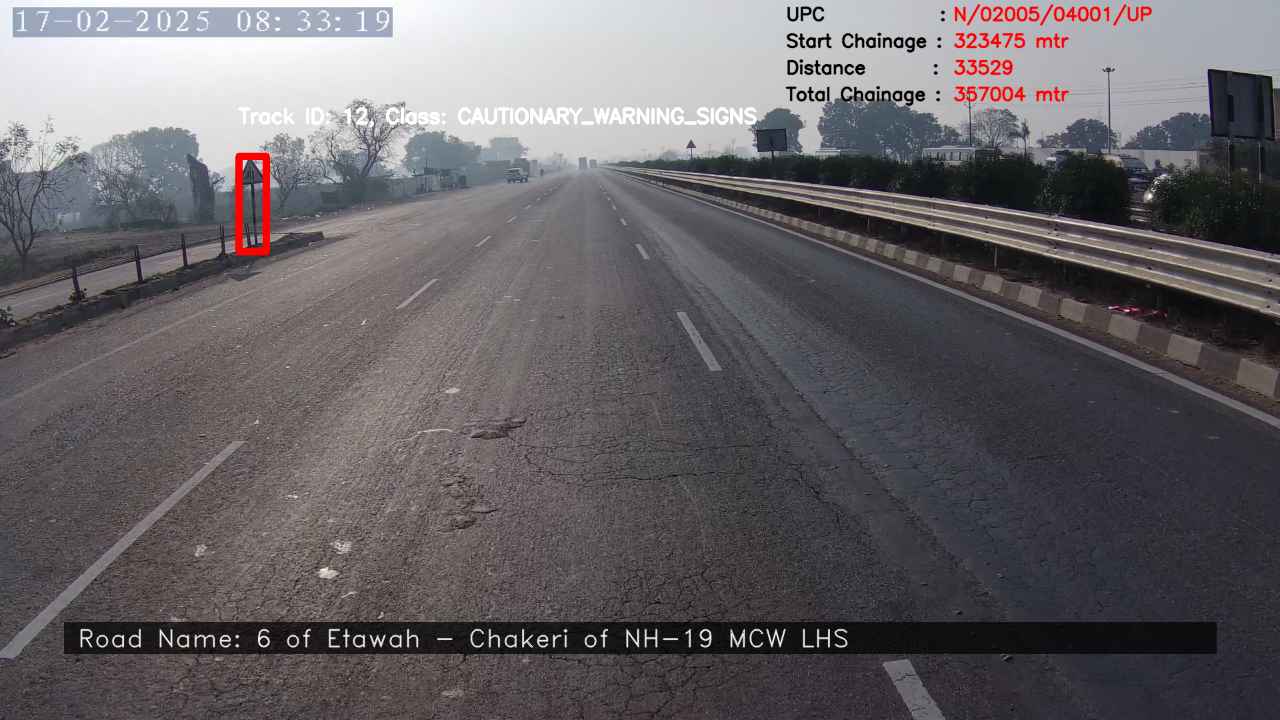 17-02-2025 08:33:19
UPC : N/02005/04001/UP
Start Chainage : 323475 mtr
Distance : 33529
Total Chainage : 357004 mtr
Track ID: 12, Class: CAUTIONARY_WARNING_SIGNS
Road Name: 6 of Etawah - Chakeri of NH-19 MCW LHS